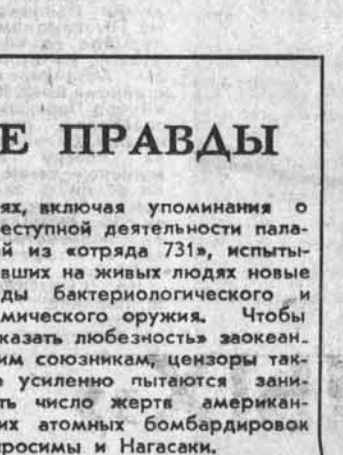 Е ПРАВДЫ
ях, включая упоминания о
еступной деятельности пала-
й из «отряда 731», испыты-
вших на живых людях новые
ды бактериологического и
мического оружия. Чтобы
казать любезность» заокеан-
им союзникам, цензоры так-
е усиленно пытаются зани-
ть число жертв американ-
их атомных бомбардировок
росимы и Нагасаки.